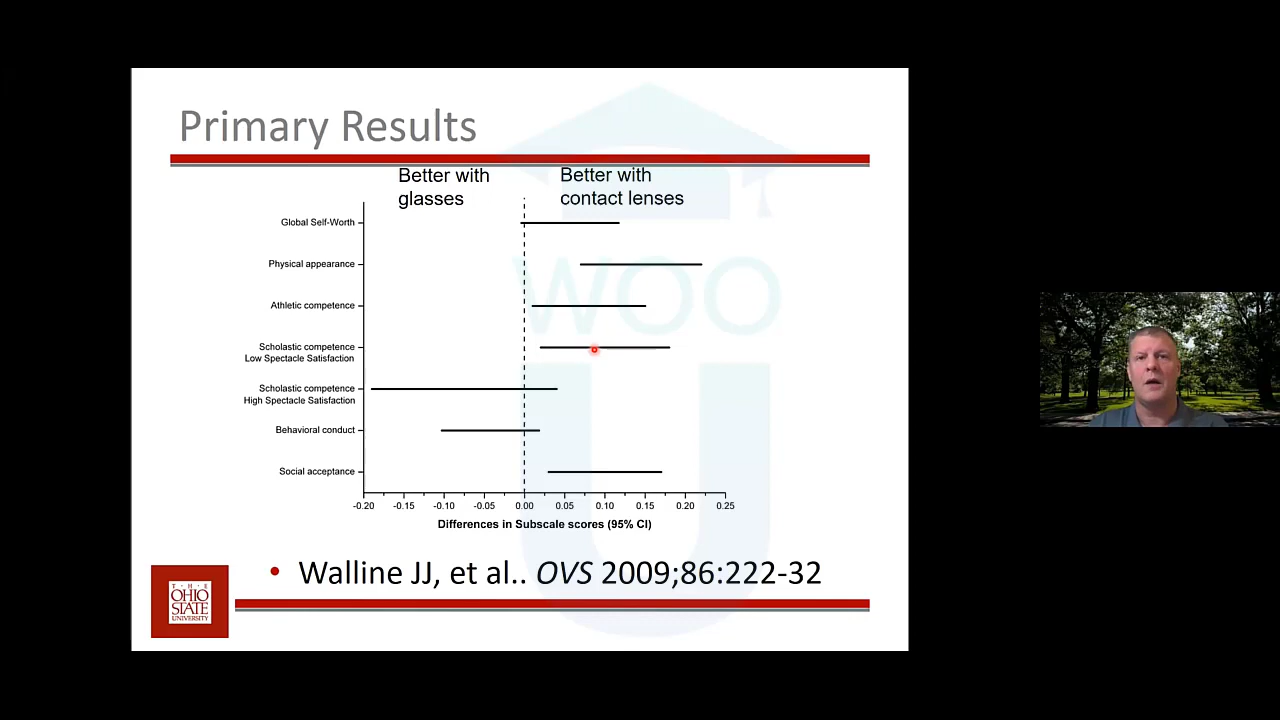 Primary Results
Better with
glasses
Better with
contact lenses
Global Self-Worth
Physical appearance
Athletic competence
Scholastic competence
Low Spectacle Satisfaction
Scholastic competence
High Spectacle Satisfaction
Behavioral conduct
Social acceptance
-0.20 -0.15 -0.10 -0.05 0.00 0.05 0.10 0.15 0.20 0.25
Differences in Subscale scores (95% CI)
WOO
U
• Walline JJ, et al.. OVS 2009;86:222-32
T · H · E
OHIO
STATE
UNIVERSITY